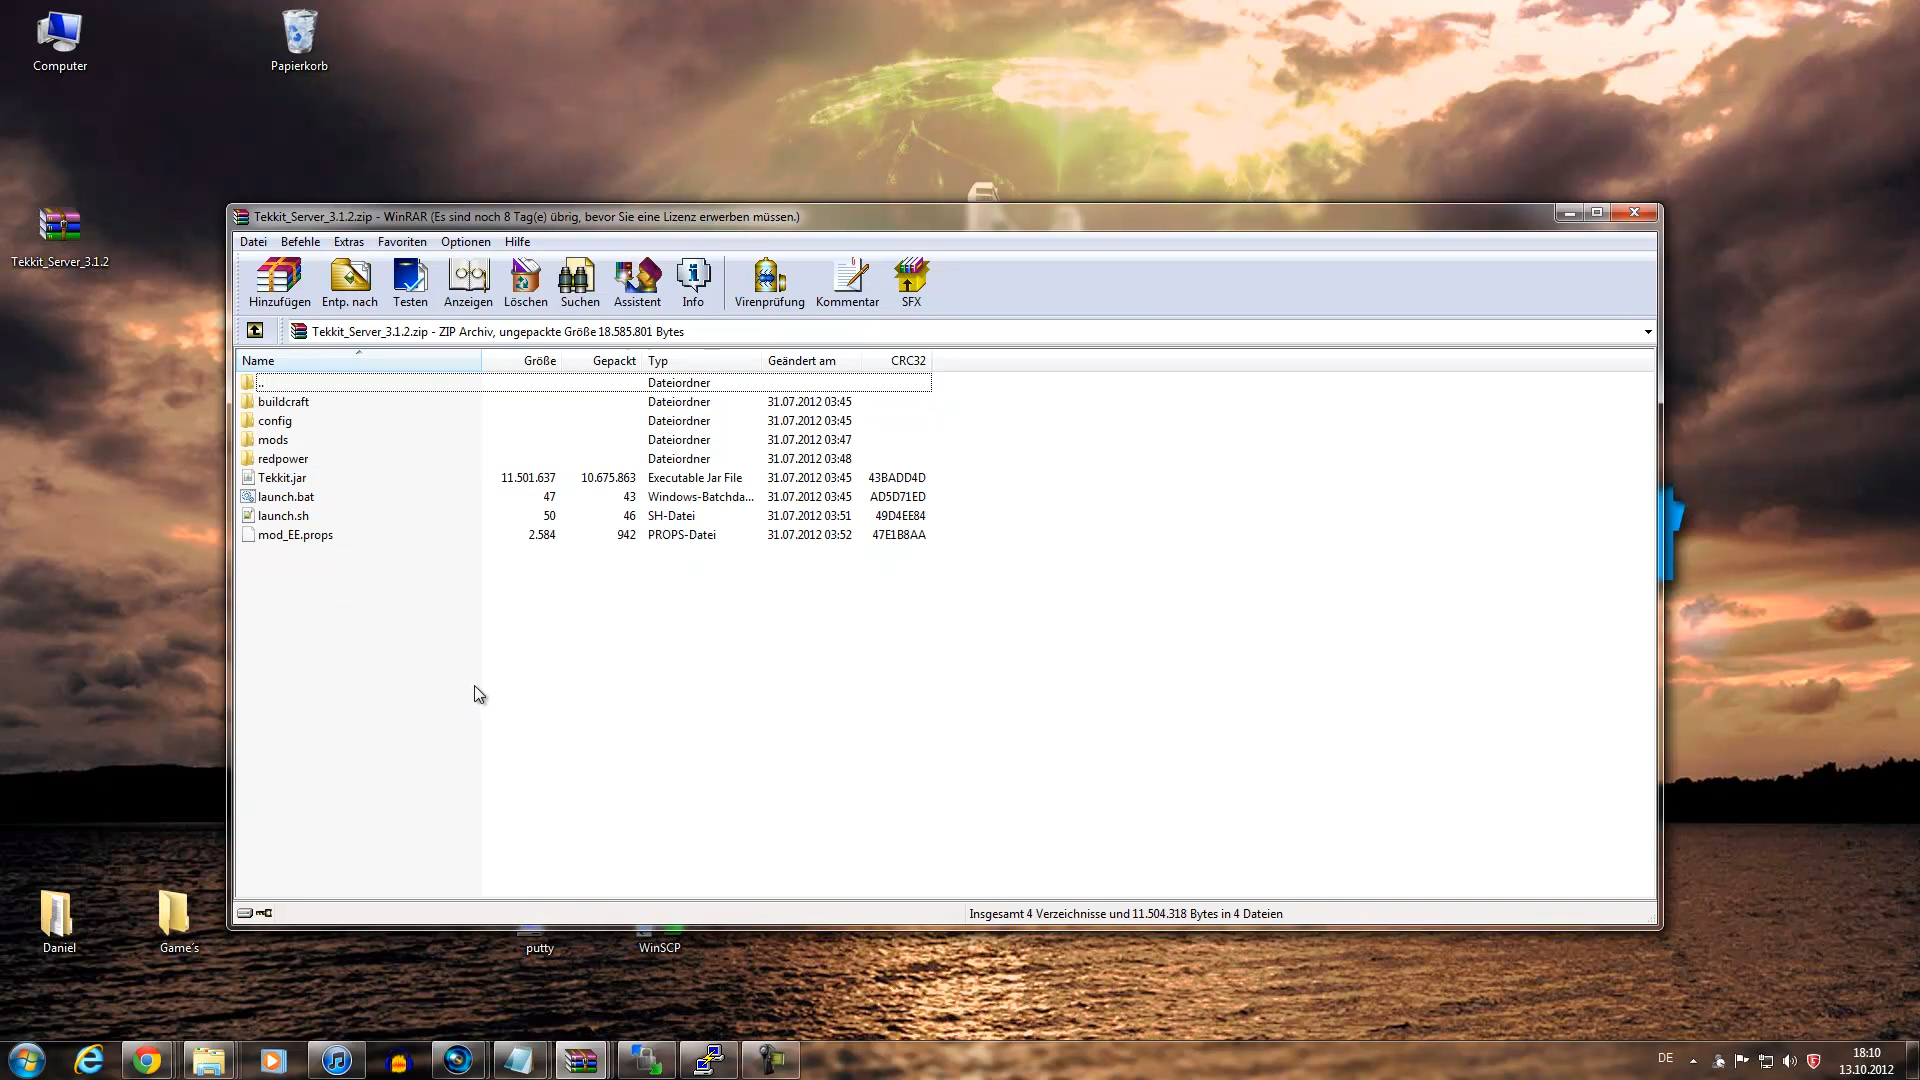 Computer
Papierkorb
Tekkit_Server_3.1.2
Tekkit_Server_3.1.2.zip - WinRAR (Es sind noch 8 Tag(e) übrig, bevor Sie eine Lizenz erwerben müssen.)
Datei Befehle Extras Favoriten Optionen Hilfe
Hinzufügen Entp. nach Testen Anzeigen Löschen Suchen Assistent Info Virenprüfung Kommentar SFX
Tekkit_Server_3.1.2.zip - ZIP Archiv, ungepackte Größe 18.585.801 Bytes
Name Größe Gepackt Typ Geändert am CRC32
.. Dateiordner
buildcraft Dateiordner 31.07.2012 03:45
config Dateiordner 31.07.2012 03:45
mods Dateiordner 31.07.2012 03:47
redpower Dateiordner 31.07.2012 03:48
Tekkit.jar 11.501.637 10.675.863 Executable Jar File 31.07.2012 03:45 43BADD4D
launch.bat 47 43 Windows-Batchda... 31.07.2012 03:45 AD5D71ED
launch.sh 50 46 SH-Datei 31.07.2012 03:51 49D4EE84
mod_EE.props 2.584 942 PROPS-Datei 31.07.2012 03:52 47E1B8AA
Insgesamt 4 Verzeichnisse und 11.504.318 Bytes in 4 Dateien
Daniel
Game´s
putty
WinSCP
DE
18:10
13.10.2012